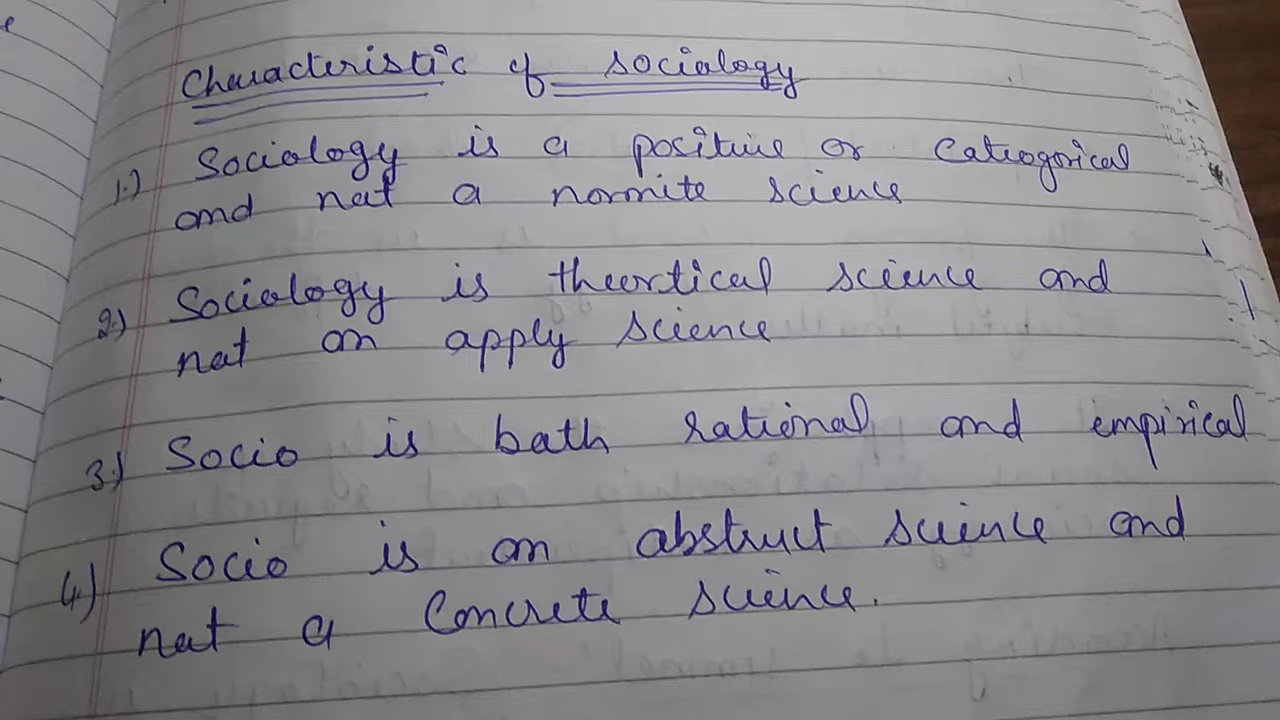 Characteristic of sociology
1.) Sociology is a positive or Catrogorical
and not a normite science
2.) Sociology is theortical science and
not an apply science
3.) Socio is both rational and empirical
4.) Socio is an abstruct science and
not a Concrete science.